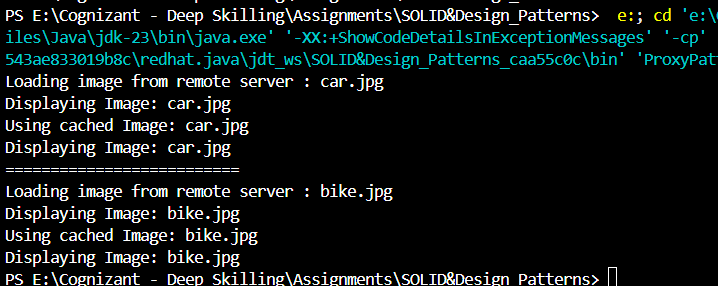 PS E:\Cognizant - Deep Skilling\Assignments\SOLID&Design_Patterns>  e:; cd 'e:\
iles\Java\jdk-23\bin\java.exe' '-XX:+ShowCodeDetailsInExceptionMessages' '-cp'
543ae833019b8c\redhat.java\jdt_ws\SOLID&Design_Patterns_caa55c0c\bin' 'ProxyPat
Loading image from remote server : car.jpg
Displaying Image: car.jpg
Using cached Image: car.jpg
Displaying Image: car.jpg
==========================
Loading image from remote server : bike.jpg
Displaying Image: bike.jpg
Using cached Image: bike.jpg
Displaying Image: bike.jpg
PS E:\Cognizant - Deep Skilling\Assignments\SOLID&Design Patterns>